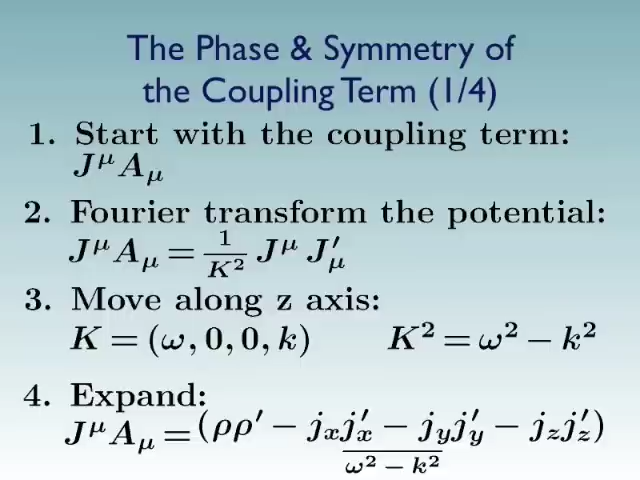 The Phase & Symmetry of
the Coupling Term (1/4)
1. Start with the coupling term:
J^μ A_μ
2. Fourier transform the potential:
J^μ A_μ = 1/K² J^μ J′_μ
3. Move along z axis:
K = (ω, 0, 0, k)    K² = ω² − k²
4. Expand:
J^μ A_μ = (ρρ′ − j_x j′_x − j_y j′_y − j_z j′_z) / ω² − k²